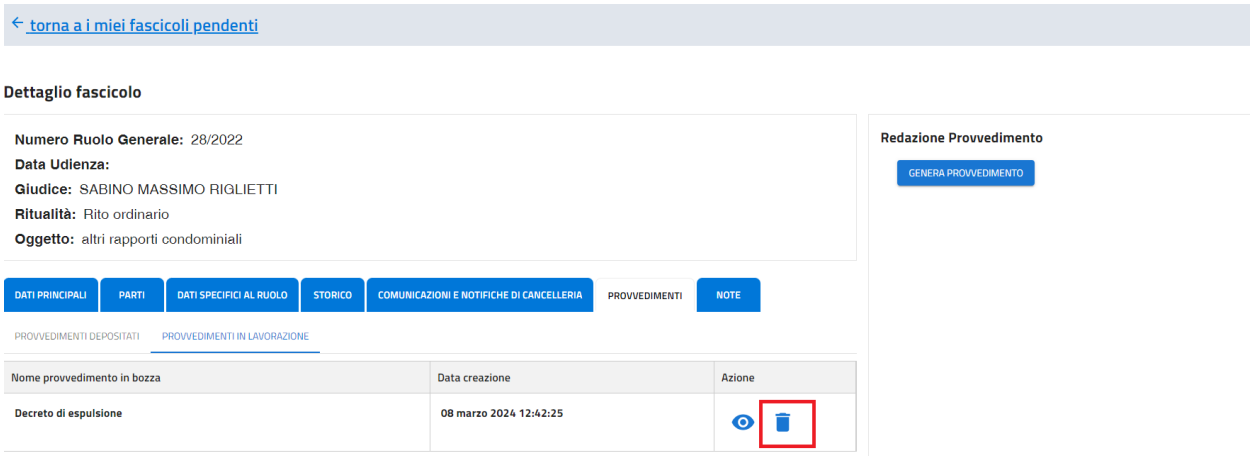 ← torna a i miei fascicoli pendenti
Dettaglio fascicolo
Numero Ruolo Generale: 28/2022
Data Udienza:
Giudice: SABINO MASSIMO RIGLIETTI
Ritualità: Rito ordinario
Oggetto: altri rapporti condominiali
Redazione Provvedimento
GENERA PROVVEDIMENTO
DATI PRINCIPALI PARTI DATI SPECIFICI AL RUOLO STORICO COMUNICAZIONI E NOTIFICHE DI CANCELLERIA PROVVEDIMENTI NOTE
PROVVEDIMENTI DEPOSITATI PROVVEDIMENTI IN LAVORAZIONE
Nome provvedimento in bozza Data creazione Azione
Decreto di espulsione 08 marzo 2024 12:42:25